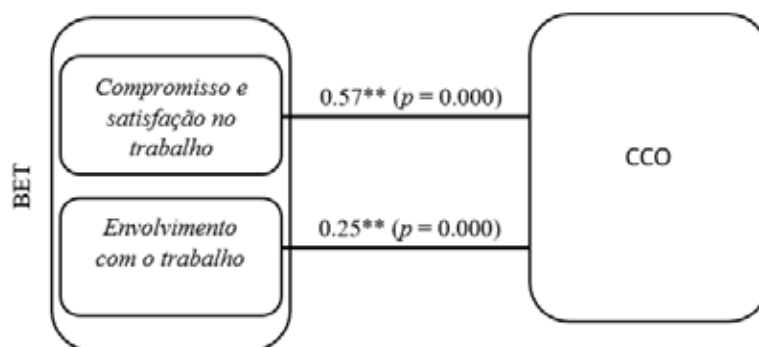 BET
Compromisso e
satisfação no
trabalho
0.57** (p = 0.000)
CCO
Envolvimento
com o trabalho
0.25** (p = 0.000)